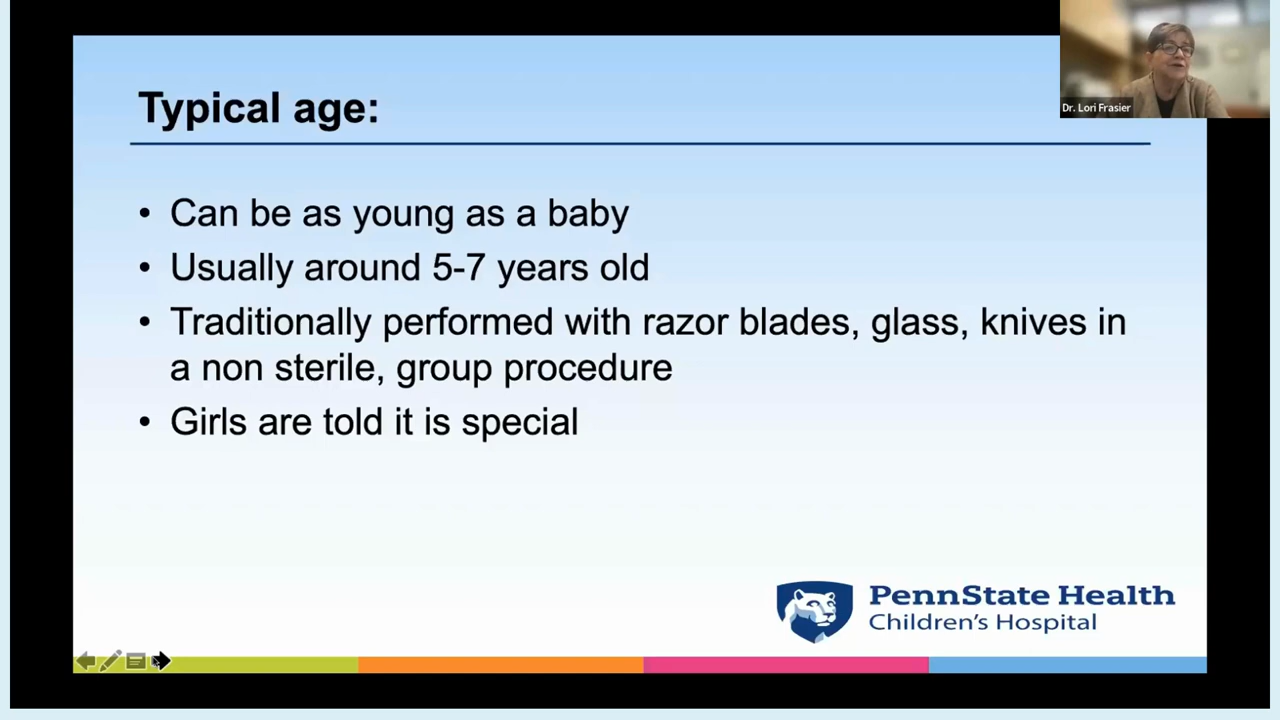 Dr. Lori Frasier
Typical age:
• Can be as young as a baby
• Usually around 5-7 years old
• Traditionally performed with razor blades, glass, knives in
a non sterile, group procedure
• Girls are told it is special
PennState Health
Children's Hospital